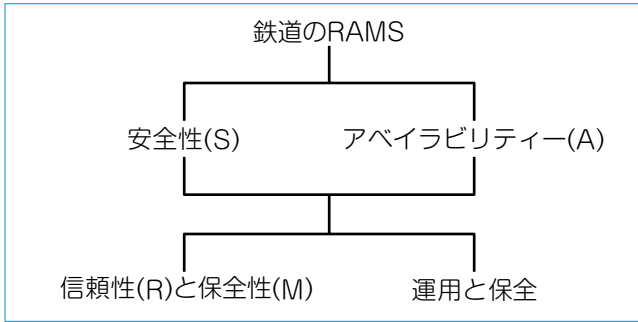 鉄道のRAMS
安全性(S)
アベイラビリティー(A)
信頼性(R)と保全性(M)
運用と保全